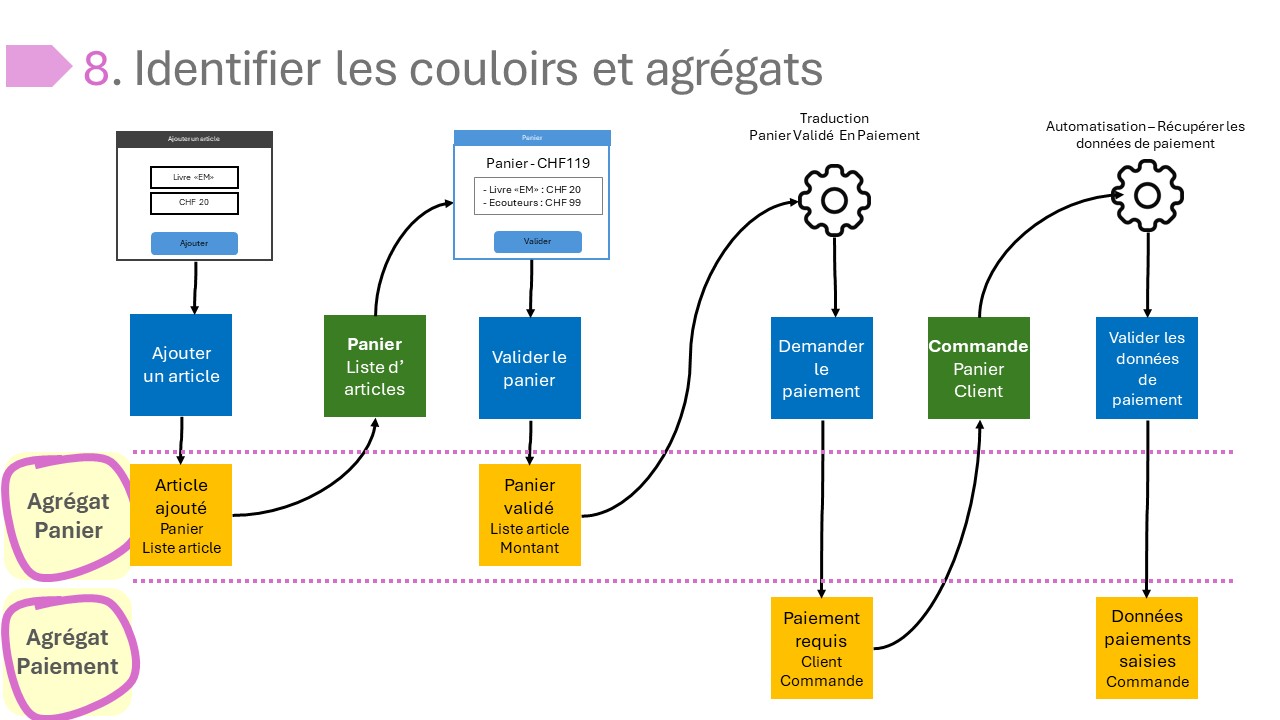 8. Identifier les couloirs et agrégats
Ajouter un article
Livre «EM»
CHF 20
Ajouter
Panier
Panier - CHF119
- Livre «EM» : CHF 20
- Ecouteurs : CHF 99
Valider
Traduction
Panier Validé En Paiement
Automatisation – Récupérer les
données de paiement
Ajouter
un article
Panier
Liste d’
articles
Valider le
panier
Demander
le
paiement
Commande
Panier
Client
Valider les
données
de
paiement
Agrégat
Panier
Article
ajouté
Panier
Liste article
Panier
validé
Liste article
Montant
Agrégat
Paiement
Paiement
requis
Client
Commande
Données
paiements
saisies
Commande